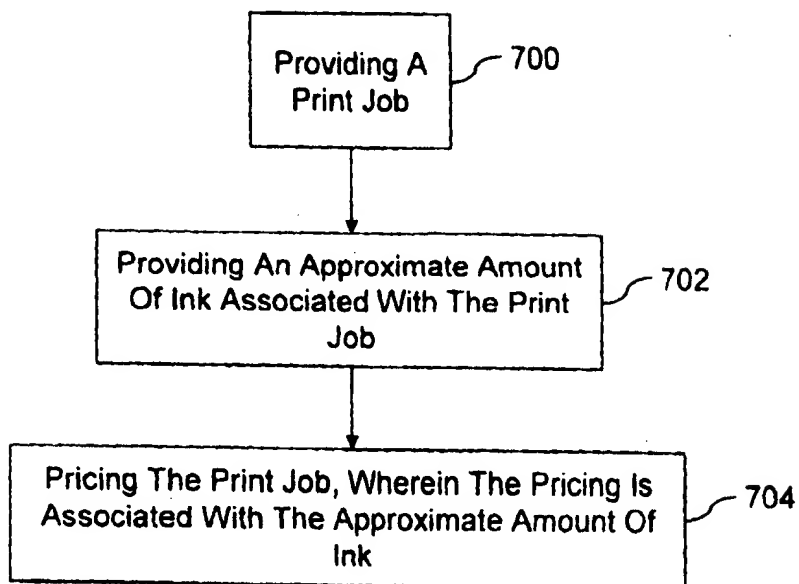 Providing A
Print Job
700
Providing An Approximate Amount
Of Ink Associated With The Print
Job
702
Pricing The Print Job, Wherein The Pricing Is
Associated With The Approximate Amount Of
Ink
704